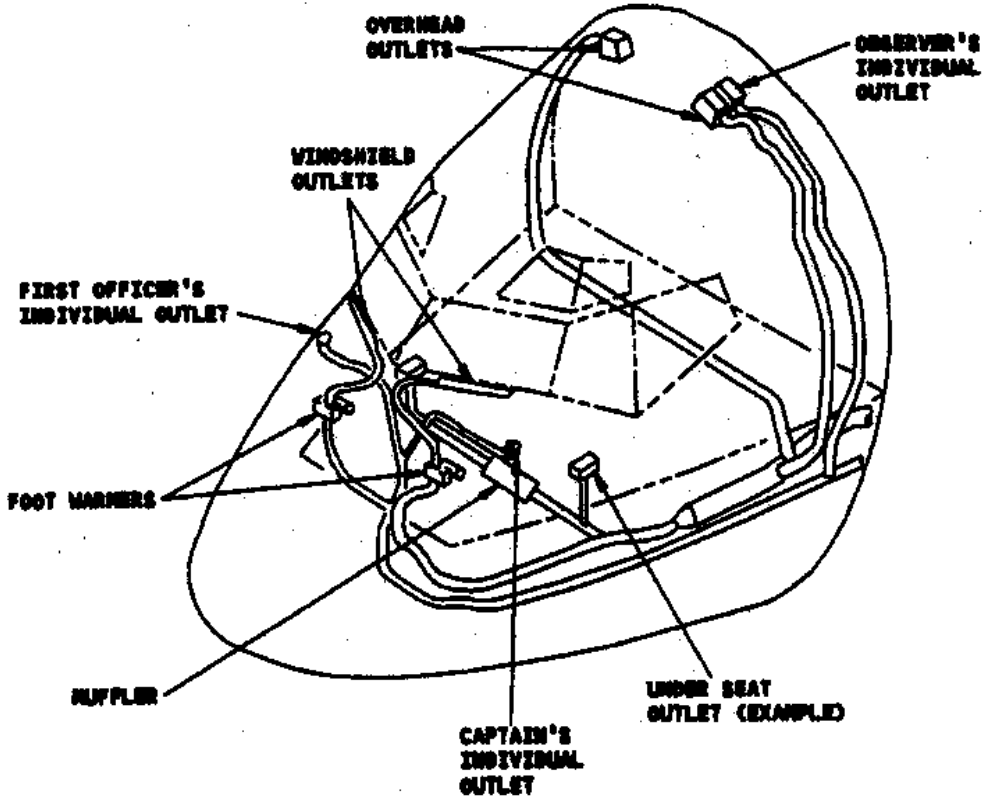 OVERHEAD
OUTLETS
OBSERVER'S
INDIVIDUAL
OUTLET
WINDSHIELD
OUTLETS
FIRST OFFICER'S
INDIVIDUAL OUTLET
FOOT WARMERS
MUFFLER
UNDER SEAT
OUTLET (EXAMPLE)
CAPTAIN'S
INDIVIDUAL
OUTLET